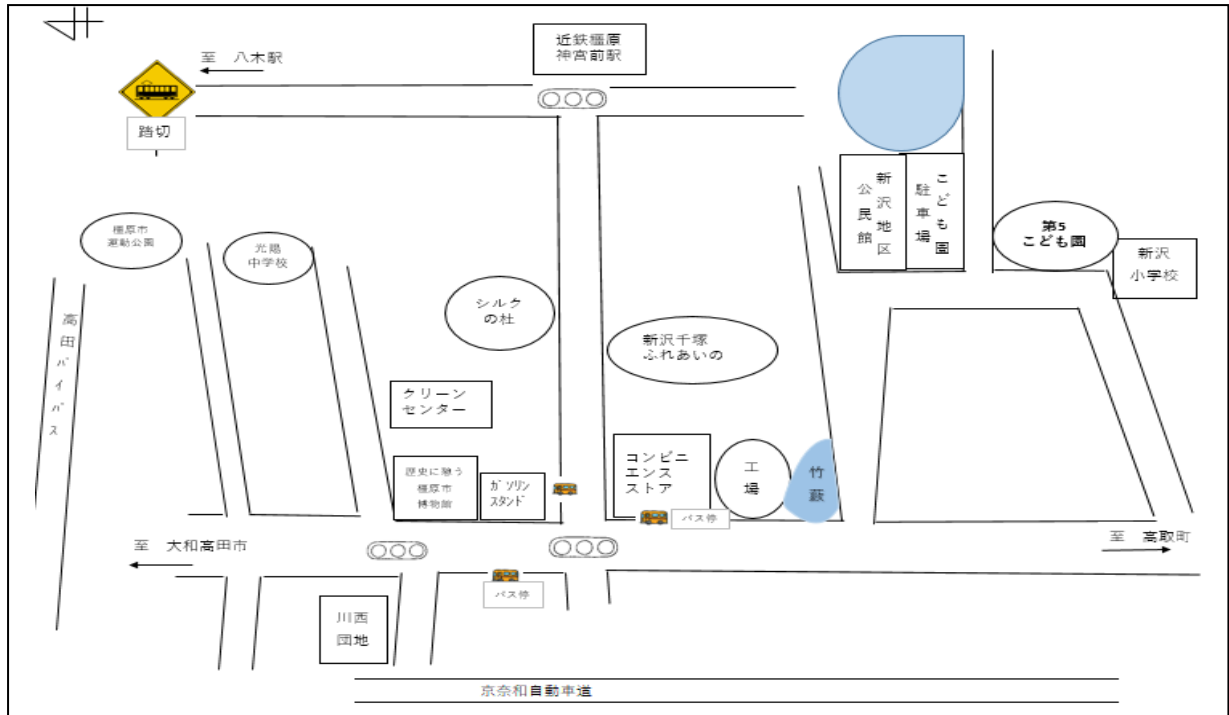 近鉄橿原
神宮前駅
至 八木駅
踏切
橿原市
運動公園
光陽
中学校
シルク
の杜
新沢千塚
ふれあいの
新沢地区
公民館
こども園
駐車場
第5
こども園
新沢
小学校
高田バイパス
クリーン
センター
歴史に憩う
橿原市
博物館
ガソリン
スタンド
コンビニ
エンス
ストア
工場
竹藪
バス停
至 大和高田市
至 高取町
バス停
川西
団地
京奈和自動車道